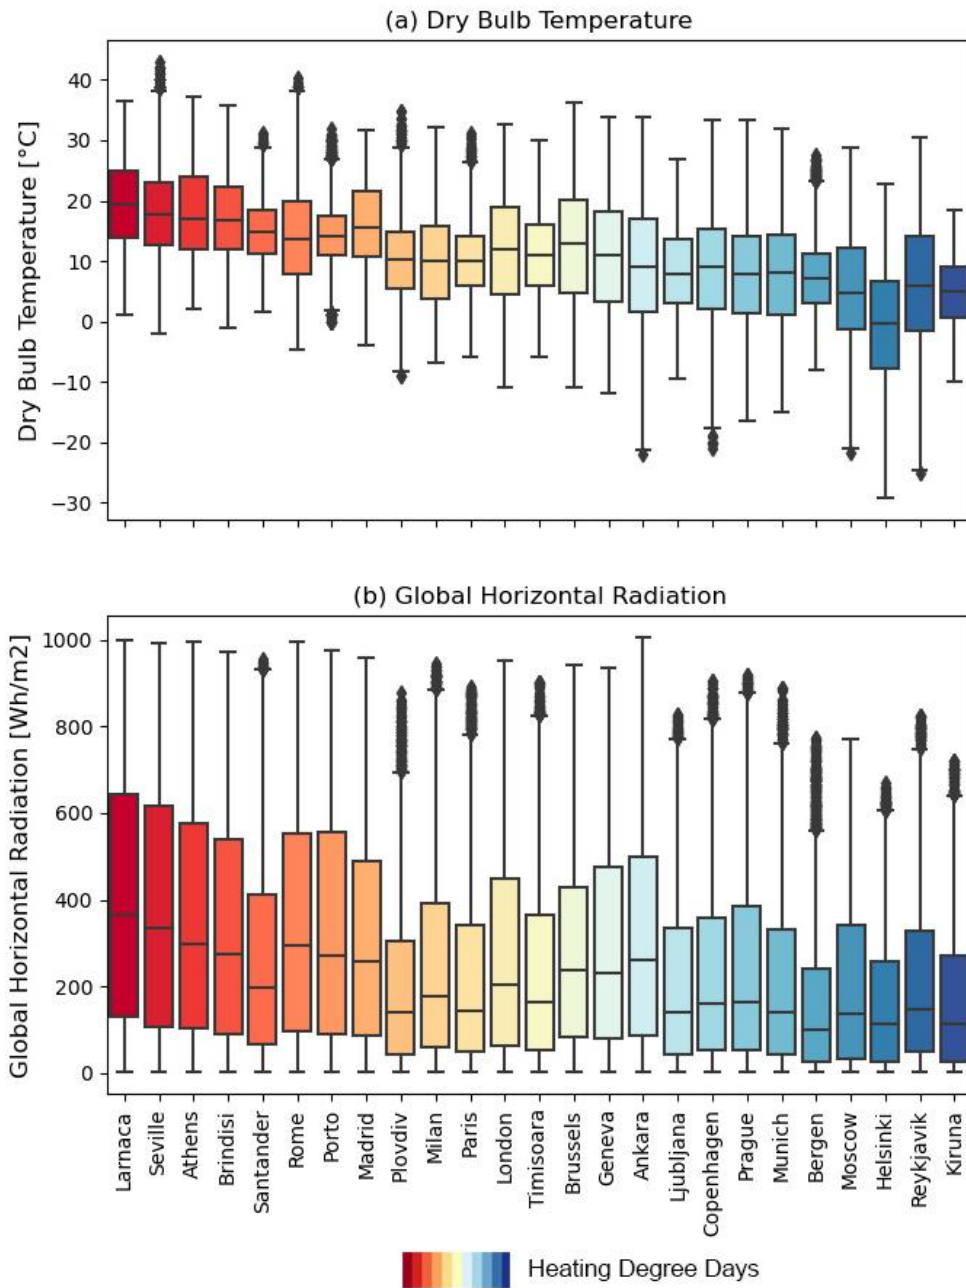 (a) Dry Bulb Temperature
Dry Bulb Temperature [°C]
40
30
20
10
0
−10
−20
−30
(b) Global Horizontal Radiation
Global Horizontal Radiation [Wh/m2]
1000
800
600
400
200
0
Larnaca
Seville
Athens
Brindisi
Santander
Rome
Porto
Madrid
Plovdiv
Milan
Paris
London
Timisoara
Brussels
Geneva
Ankara
Ljubljana
Copenhagen
Prague
Munich
Bergen
Moscow
Helsinki
Reykjavik
Kiruna
Heating Degree Days